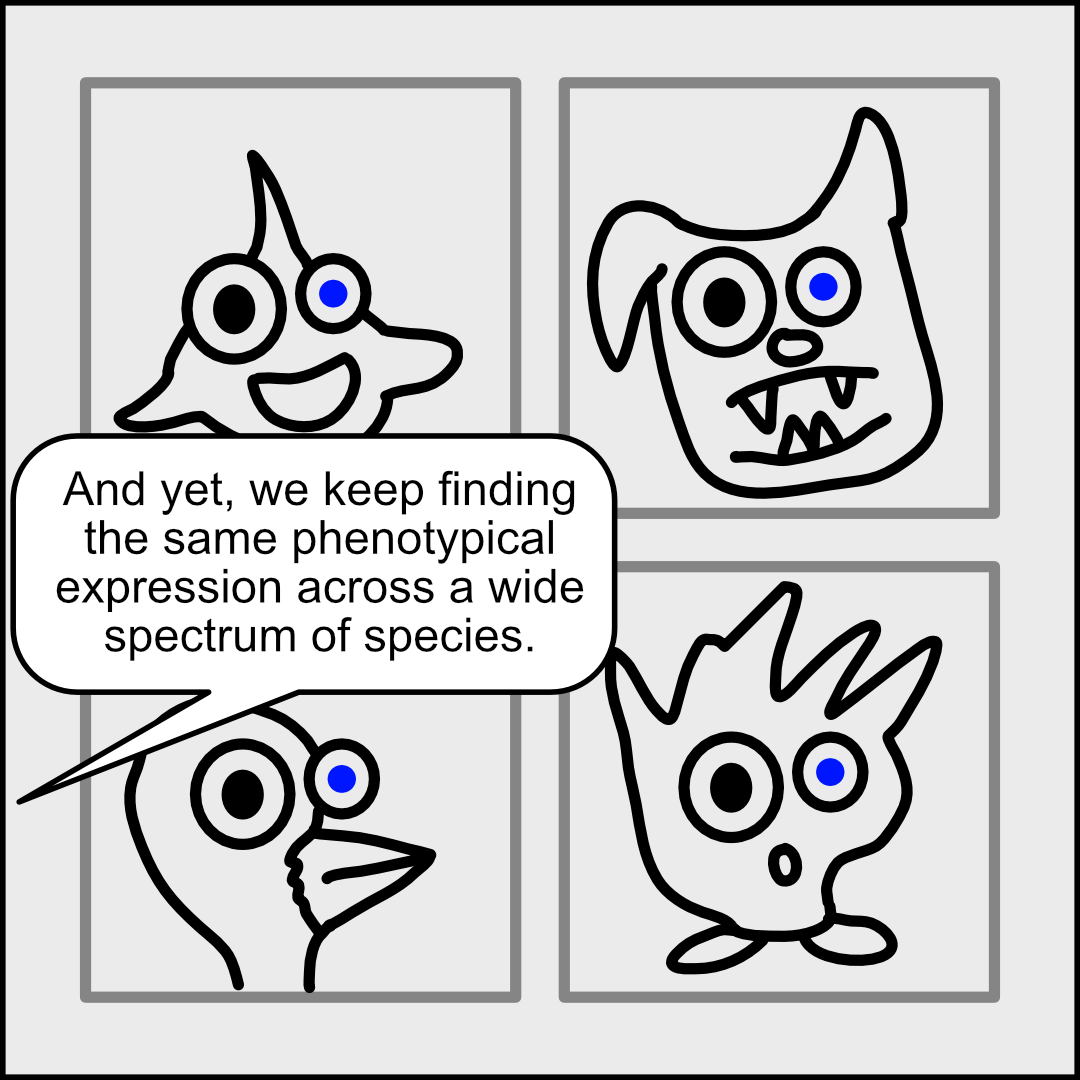 And yet, we keep finding
the same phenotypical
expression across a wide
spectrum of species.